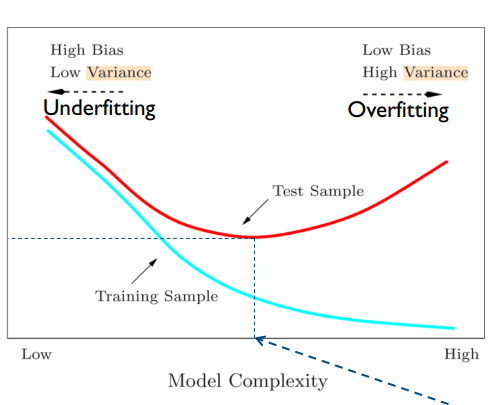 High Bias
Low Variance
Underfitting
Low Bias
High Variance
Overfitting
Test Sample
Training Sample
Low
High
Model Complexity